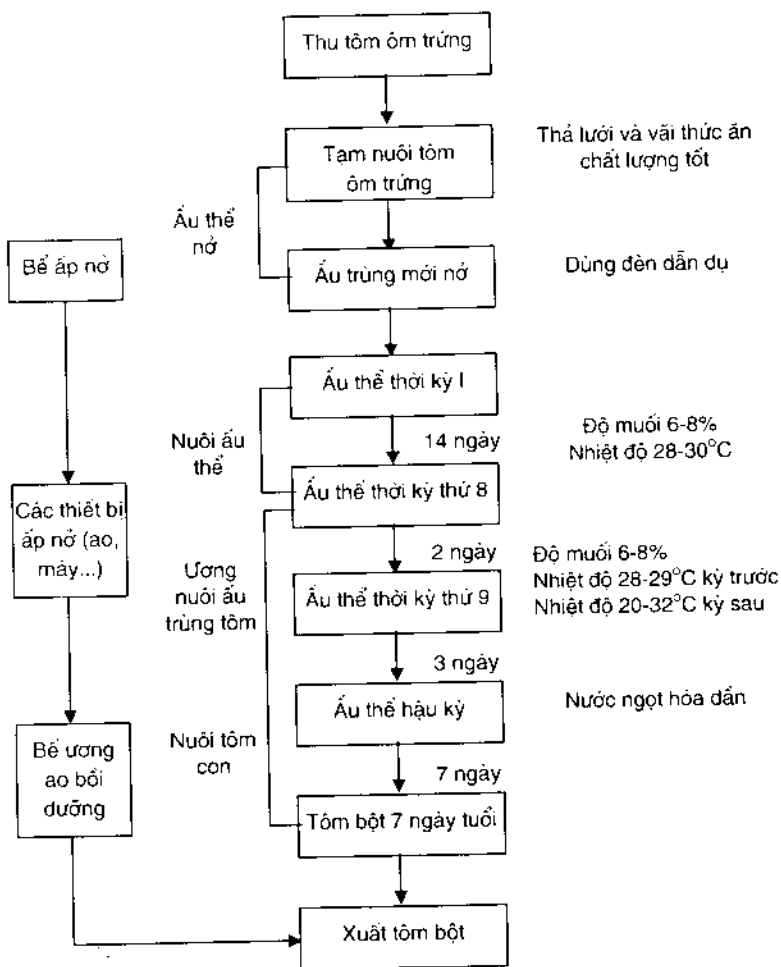 Thu tôm ôm trứng
Tạm nuôi tôm
ôm trứng
Thả lưới và vãi thức ăn
chất lượng tốt
Ấu thể
nở
Bể ấp nở
Ấu trùng mới nở
Dùng đèn dẫn dụ
Ấu thể thời kỳ I
Nuôi ấu
thể
14 ngày
Độ muối 6-8%
Nhiệt độ 28-30°C
Ấu thể thời kỳ thứ 8
Các thiết bị
ấp nở (ao,
máy...)
2 ngày
Độ muối 6-8%
Nhiệt độ 28-29°C kỳ trước
Nhiệt độ 20-32°C kỳ sau
Ương
nuôi ấu
trùng tôm
Ấu thể thời kỳ thứ 9
3 ngày
Ấu thể hậu kỳ
Nước ngọt hóa dần
Nuôi tôm
con
Bể ương
ao bồi
dưỡng
7 ngày
Tôm bột 7 ngày tuổi
Xuất tôm bột